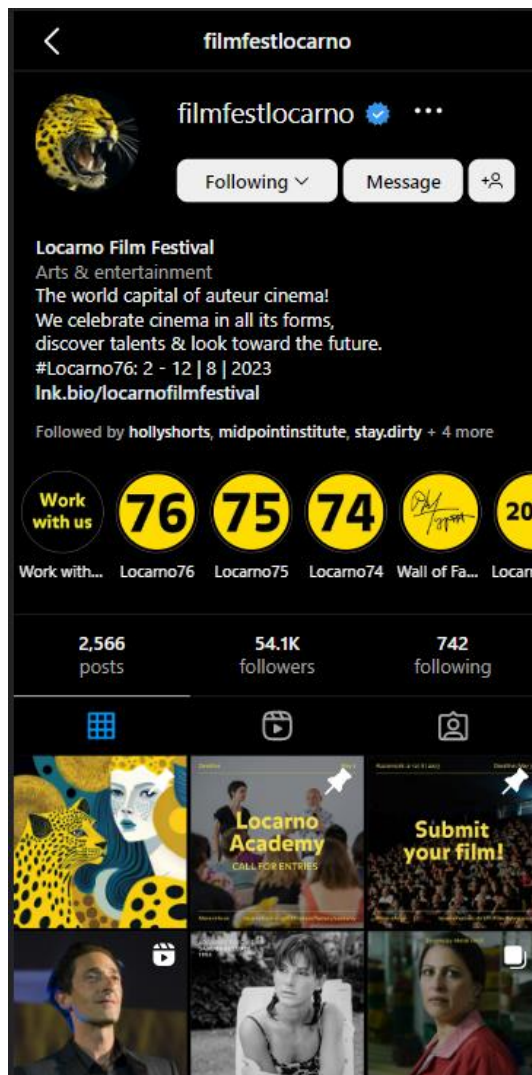 filmfestlocarno
filmfestlocarno
Following
Message
Locarno Film Festival
Arts & entertainment
The world capital of auteur cinema!
We celebrate cinema in all its forms,
discover talents & look toward the future.
#Locarno76: 2 - 12 | 8 | 2023
lnk.bio/locarnofilmfestival
Followed by hollyshorts, midpointinstitute, stay.dirty + 4 more
Work
with us
76
75
74
20
Work with...
Locarno76
Locarno75
Locarno74
Wall of Fa...
Locarn
2,566
posts
54.1K
followers
742
following
Locarno
Academy
CALL FOR ENTRIES
Submit
your film!